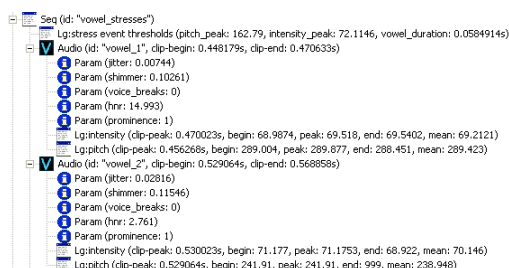 Seq (id: "vowel_stresses")
Lg:stress event thresholds (pitch_peak: 162.79, intensity_peak: 72.1146, vowel_duration: 0.0584914s)
Audio (id: "vowel_1", clip-begin: 0.448179s, clip-end: 0.470633s)
Param (jitter: 0.00744)
Param (shimmer: 0.10261)
Param (voice_breaks: 0)
Param (hnr: 14.993)
Param (prominence: 1)
Lg:intensity (clip-peak: 0.470023s, begin: 68.9874, peak: 69.518, end: 69.5402, mean: 69.2121)
Lg:pitch (clip-peak: 0.456268s, begin: 289.004, peak: 289.877, end: 288.451, mean: 289.423)
Audio (id: "vowel_2", clip-begin: 0.529064s, clip-end: 0.568858s)
Param (jitter: 0.02816)
Param (shimmer: 0.11546)
Param (voice_breaks: 0)
Param (hnr: 2.761)
Param (prominence: 1)
Lg:intensity (clip-peak: 0.530023s, begin: 71.177, peak: 71.1753, end: 68.922, mean: 70.146)
Lg:pitch (clip-peak: 0.529064s, begin: 241.91, peak: 241.91, end: 999, mean: 238.948)